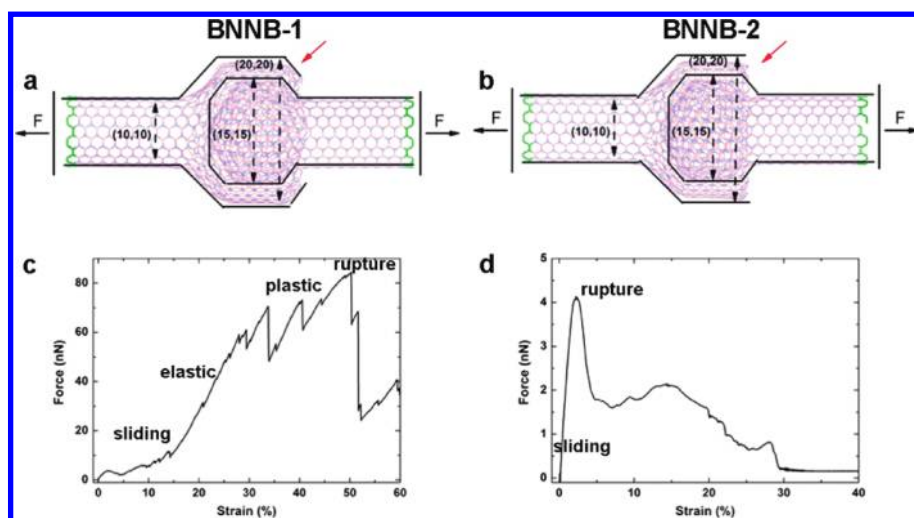 BNNB-1
BNNB-2
a
(20,20)
F
(10,10)
(15,15)
F
b
(20,20)
F
(10,10)
(15,15)
F
c
80
60
40
20
0
Force (nN)
sliding
elastic
plastic
rupture
0 10 20 30 40 50 60
Strain (%)
d
5
4
3
2
1
0
Force (nN)
rupture
sliding
0 10 20 30 40
Strain (%)